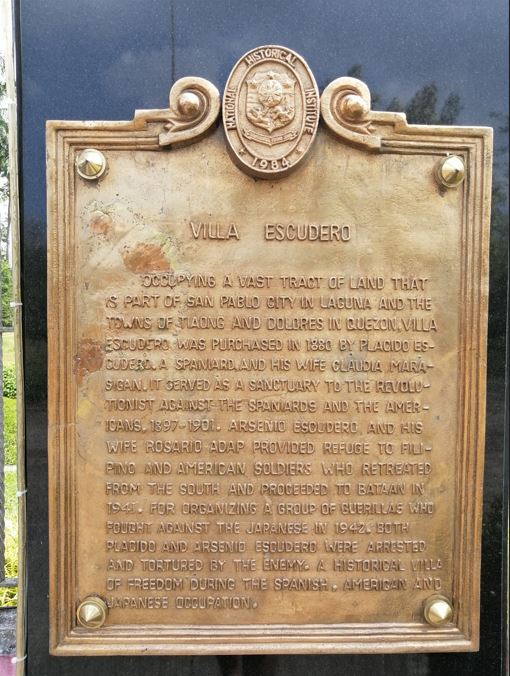 NATIONAL HISTORICAL INSTITUTE
1984
VILLA ESCUDERO
OCCUPYING A VAST TRACT OF LAND THAT
IS PART OF SAN PABLO CITY IN LAGUNA AND THE
TOWNS OF TIAONG AND DOLORES IN QUEZON, VILLA
ESCUDERO WAS PURCHASED IN 1880 BY PLACIDO ES-
CUDERO, A SPANIARD, AND HIS WIFE CLAUDIA MARA-
SIGAN. IT SERVED AS A SANCTUARY TO THE REVOLU-
TIONIST AGAINST THE SPANIARDS AND THE AMER-
ICANS, 1897-1901. ARSENIO ESCUDERO, AND HIS
WIFE ROSARIO ADAP PROVIDED REFUGE TO FILI-
PINO AND AMERICAN SOLDIERS WHO RETREATED
FROM THE SOUTH AND PROCEEDED TO BATAAN IN
1941. FOR ORGANIZING A GROUP OF GUERILLAS WHO
FOUGHT AGAINST THE JAPANESE IN 1942. BOTH
PLACIDO AND ARSENIO ESCUDERO WERE ARRESTED
AND TORTURED BY THE ENEMY. A HISTORICAL VILLA
OF FREEDOM DURING THE SPANISH, AMERICAN AND
JAPANESE OCCUPATION.